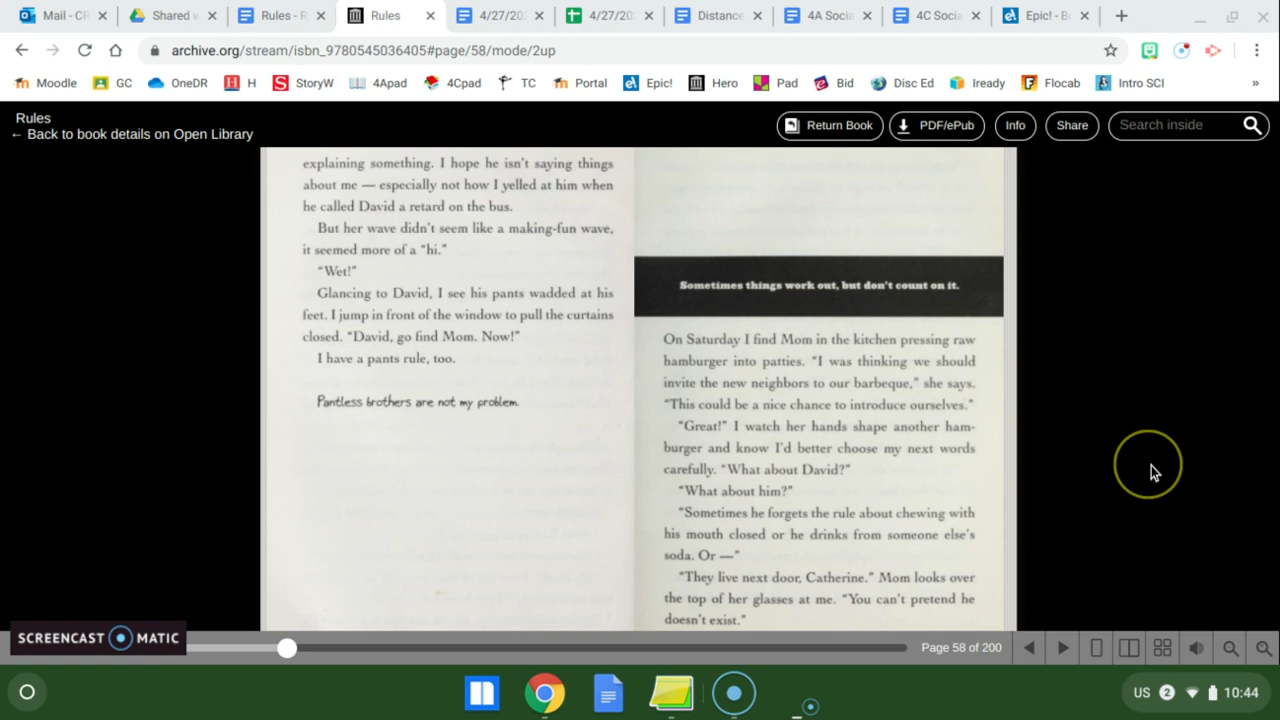 Mail - CR
Shared w
Rules - R
Rules
4/27/202
4/27/202
Distance
4A Socia
4C Socia
Epic! - Bo
archive.org/stream/isbn_9780545036405#page/58/mode/2up
Moodle
GC
OneDR
H
StoryW
4Apad
4Cpad
TC
Portal
Epic!
Hero
Pad
Bid
Disc Ed
Iready
Flocab
Intro SCI
»
Rules
← Back to book details on Open Library
Return Book
PDF/ePub
Info
Share
Search inside
explaining something. I hope he isn't saying things
about me — especially not how I yelled at him when
he called David a retard on the bus.
But her wave didn't seem like a making-fun wave,
it seemed more of a "hi."
"Wet!"
Glancing to David, I see his pants wadded at his
feet. I jump in front of the window to pull the curtains
closed. "David, go find Mom. Now!"
I have a pants rule, too.
Pantless brothers are not my problem.
Sometimes things work out, but don't count on it.
On Saturday I find Mom in the kitchen pressing raw
hamburger into patties. "I was thinking we should
invite the new neighbors to our barbeque," she says.
"This could be a nice chance to introduce ourselves."
"Great!" I watch her hands shape another ham-
burger and know I'd better choose my next words
carefully. "What about David?"
"What about him?"
"Sometimes he forgets the rule about chewing with
his mouth closed or he drinks from someone else's
soda. Or —"
"They live next door, Catherine." Mom looks over
the top of her glasses at me. "You can't pretend he
doesn't exist."
SCREENCAST MATIC
Page 58 of 200
US 2 10:44